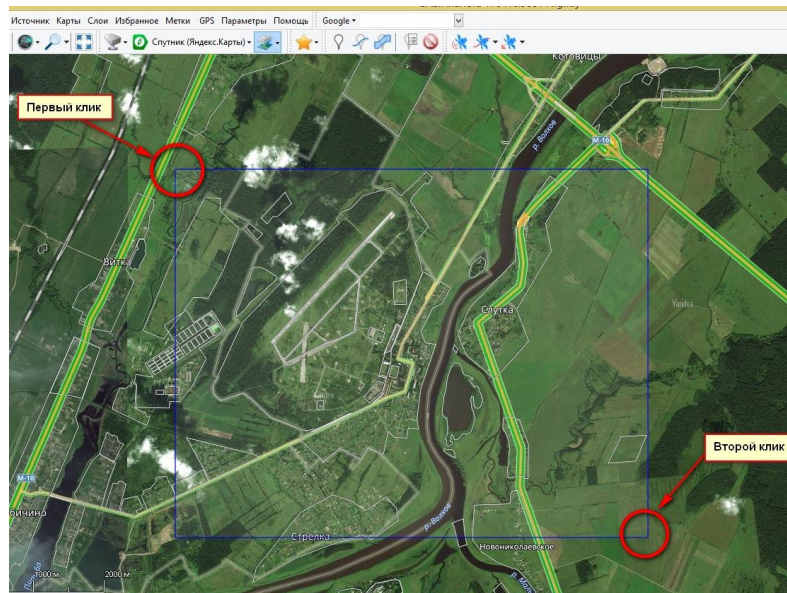 Источник Карты Слои Избранное Метки GPS Параметры Помощь Google
Спутник (Яндекс.Карты)
Котовицы
Первый клик
р. Волхов
М-10
Витка
Yandex
Слутка
Yandex
Второй клик
М-10
бичино
Стрелка
р. Волхов
Новониколаевское
1000 м
2000 м